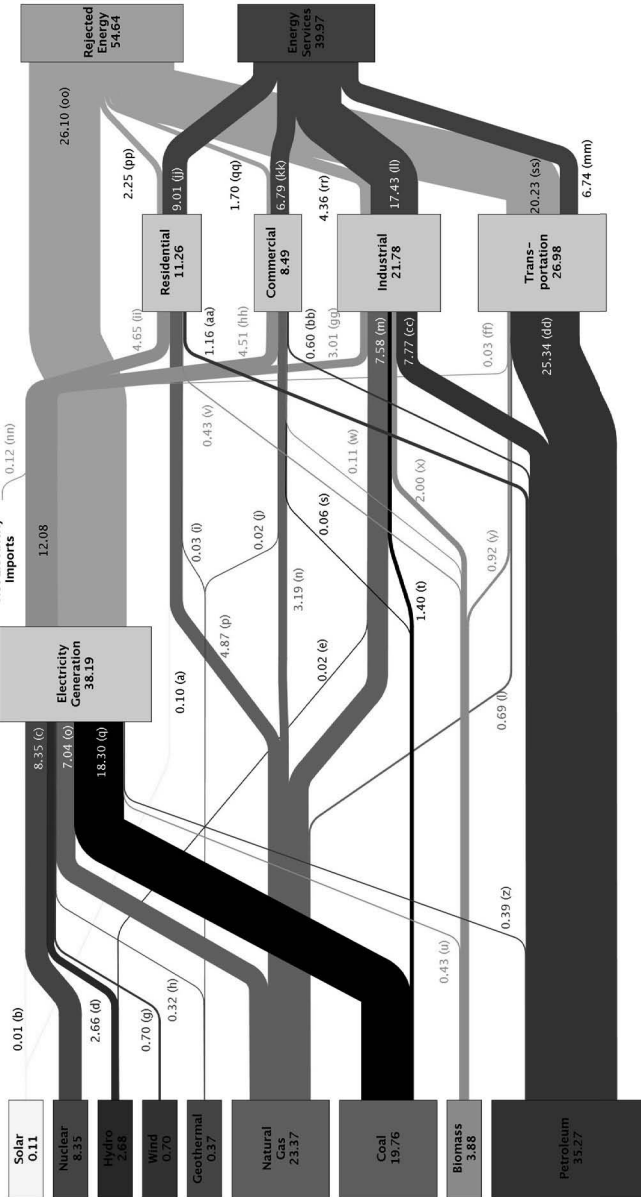 Rejected
Energy
54.64
Energy
Services
39.97
26.10 (oo)
2.25 (pp)
9.01 (jj)
1.70 (qq)
6.79 (kk)
4.36 (rr)
17.43 (ll)
20.23 (ss)
6.74 (mm)
Residential
11.26
Commercial
8.49
Industrial
21.78
Trans-
portation
26.98
0.12 (nn)
4.65 (ii)
1.16 (aa)
4.51 (hh)
0.60 (bb)
3.01 (gg)
7.58 (m)
7.77 (cc)
0.03 (ff)
25.34 (dd)
Imports
12.08
0.43 (v)
0.03 (i)
0.02 (j)
0.06 (s)
0.11 (w)
2.00 (x)
0.92 (y)
Electricity
Generation
38.19
0.10 (a)
4.87 (p)
3.19 (n)
0.02 (e)
1.40 (t)
0.69 (l)
8.35 (c)
7.04 (o)
18.30 (q)
0.01 (b)
2.66 (d)
0.70 (g)
0.32 (h)
0.43 (u)
0.39 (z)
Solar
0.11
Nuclear
8.35
Hydro
2.68
Wind
0.70
Geothermal
0.37
Natural
Gas
23.37
Coal
19.76
Biomass
3.88
Petroleum
35.27